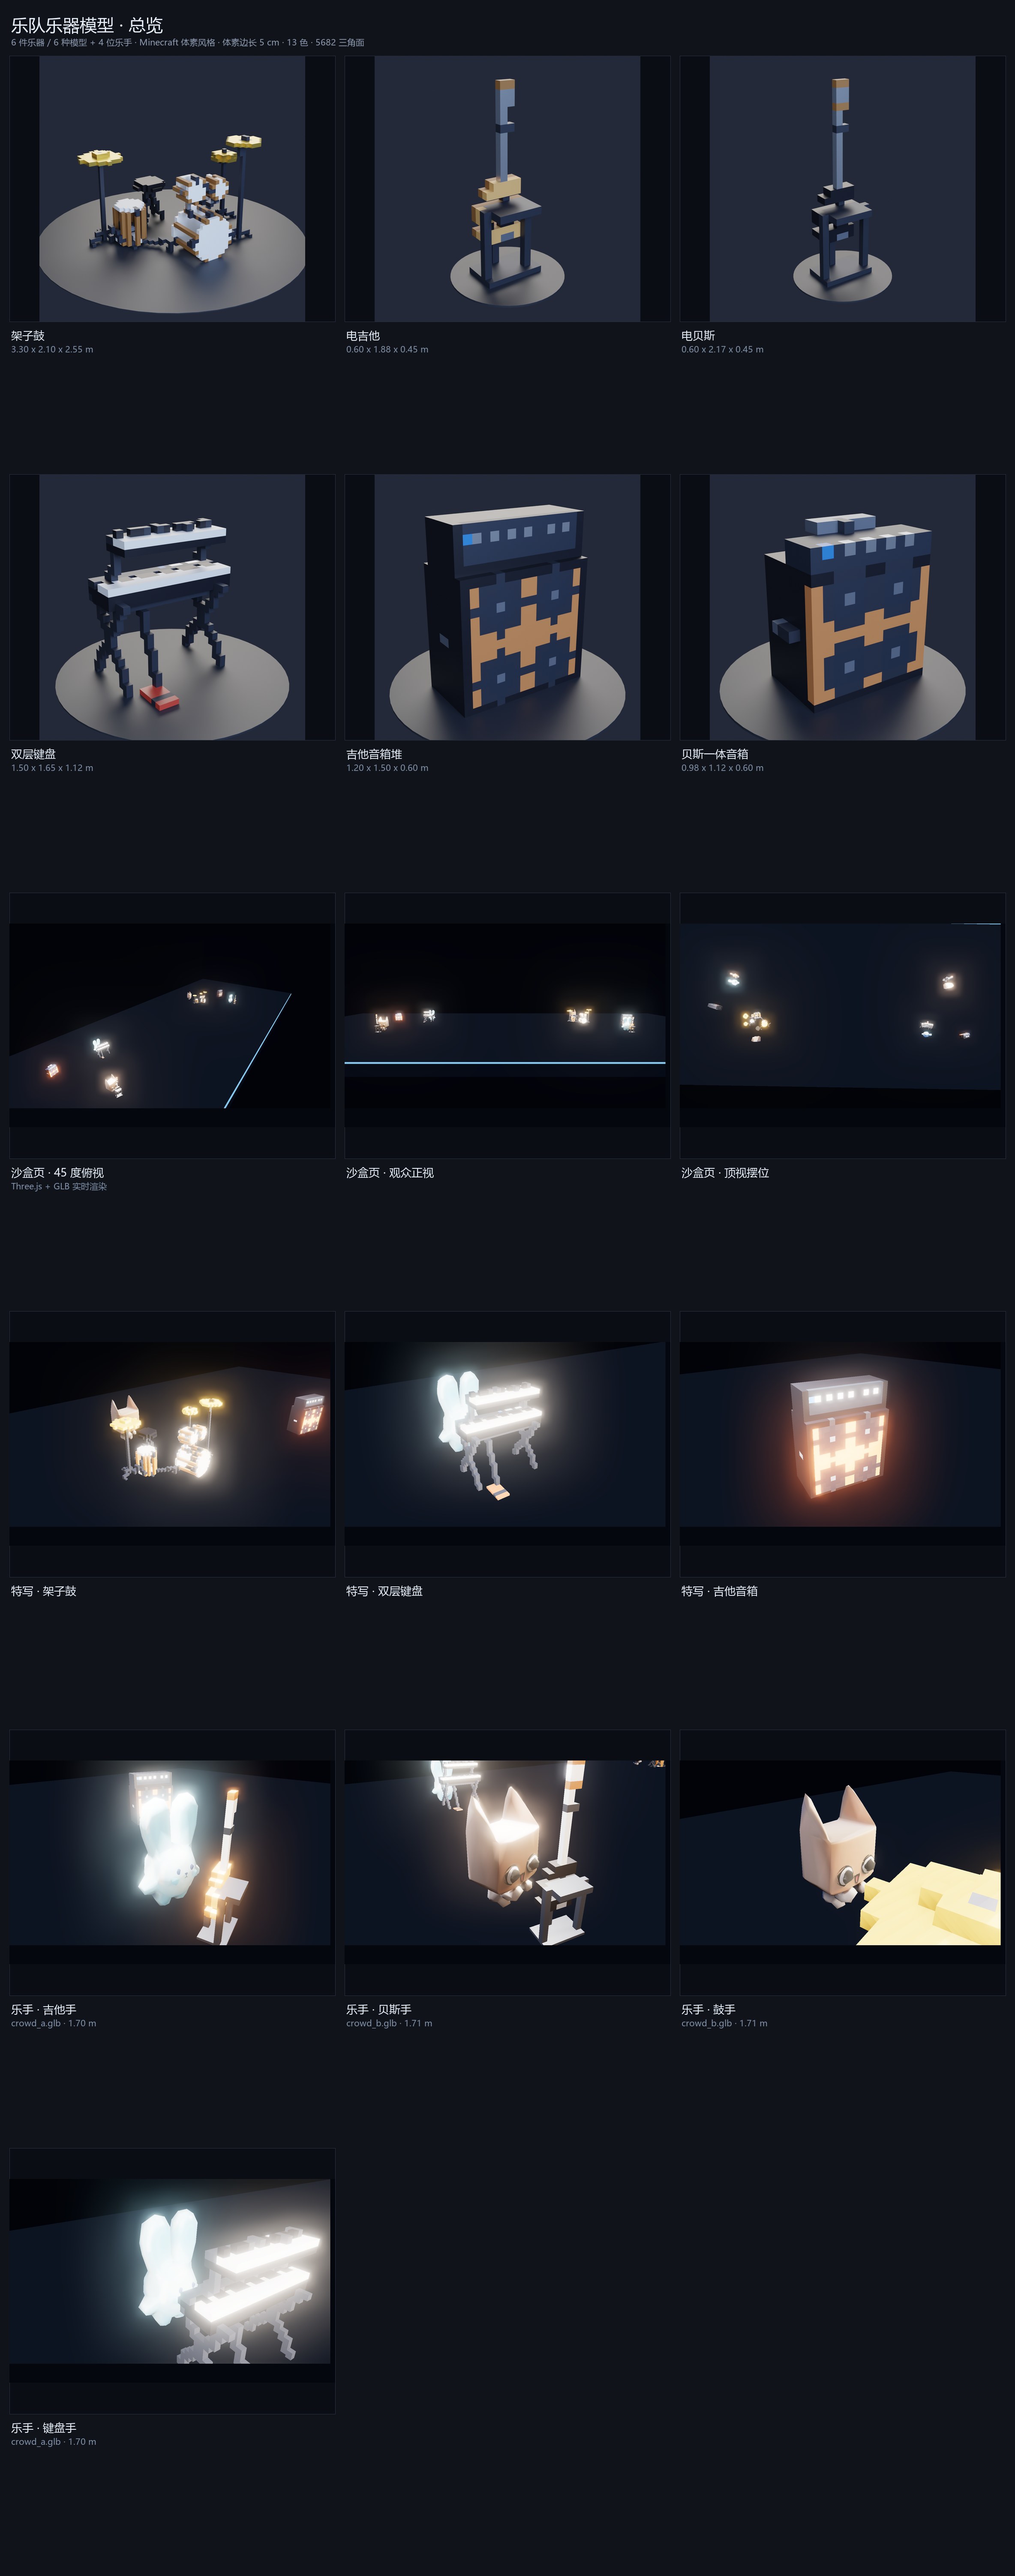 乐队乐器模型 · 总览
6 件乐器 / 6 种模型 + 4 位乐手 · Minecraft 体素风格 · 体素边长 5 cm · 13 色 · 5682 三角面
架子鼓
3.30 x 2.10 x 2.55 m
电吉他
0.60 x 1.88 x 0.45 m
电贝斯
0.60 x 2.17 x 0.45 m
双层键盘
1.50 x 1.65 x 1.12 m
吉他音箱堆
1.20 x 1.50 x 0.60 m
贝斯一体音箱
0.98 x 1.12 x 0.60 m
沙盒页 · 45 度俯视
Three.js + GLB 实时渲染
沙盒页 · 观众正视
沙盒页 · 顶视摆位
特写 · 架子鼓
特写 · 双层键盘
特写 · 吉他音箱
乐手 · 吉他手
crowd_a.glb · 1.70 m
乐手 · 贝斯手
crowd_b.glb · 1.71 m
乐手 · 鼓手
crowd_b.glb · 1.71 m
乐手 · 键盘手
crowd_a.glb · 1.70 m